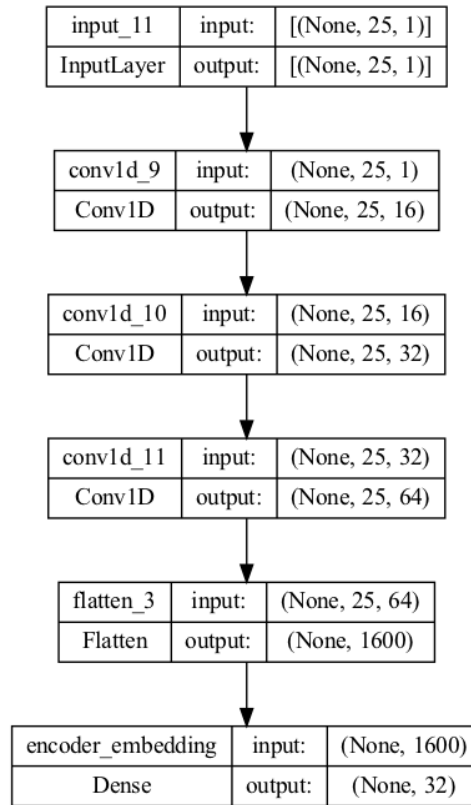 input_11 input: [(None, 25, 1)]
InputLayer output: [(None, 25, 1)]
conv1d_9 input: (None, 25, 1)
Conv1D output: (None, 25, 16)
conv1d_10 input: (None, 25, 16)
Conv1D output: (None, 25, 32)
conv1d_11 input: (None, 25, 32)
Conv1D output: (None, 25, 64)
flatten_3 input: (None, 25, 64)
Flatten output: (None, 1600)
encoder_embedding input: (None, 1600)
Dense output: (None, 32)